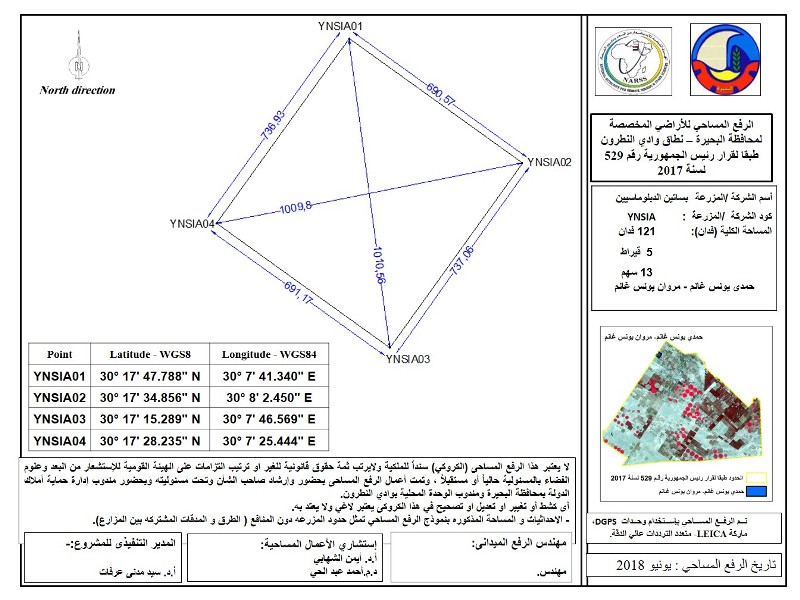 YNSIA01
North direction
736,93
690,57
YNSIA02
1009,8
YNSIA04
1010,56
737,06
691,17
YNSIA03
Point Latitude - WGS8 Longitude - WGS84
YNSIA01 30° 17' 47.788" N 30° 7' 41.340" E
YNSIA02 30° 17' 34.856" N 30° 8' 2.450" E
YNSIA03 30° 17' 15.289" N 30° 7' 46.569" E
YNSIA04 30° 17' 28.235" N 30° 7' 25.444" E
NARSS
الرفع المساحي للأراضي المخصصة
لمحافظة البحيرة – نطاق وادي النطرون
طبقا لقرار رئيس الجمهورية رقم 529
لسنة 2017
أسم الشركة /المزرعة بساتين الدبلوماسيين
كود الشركة /المزرعة : YNSIA
المساحة الكلية (فدان): 121 فدان
5 قيراط
13 سهم
حمدى يونس غانم - مروان يونس غانم
حمدي يونس غانم- مروان يونس غانم
الحدود طبقا لقرار رئيس الجمهورية رقم 529 لسنة 2017
حمدي يونس غانم- مروان يونس غانم
تم الرفع المساحى بإستخدام وحدات DGPS،
ماركة LEICA- متعدد الترددات عالي الدقة.
تاريخ الرفع المساحي : يونيو 2018
لا يعتبر هذا الرفع المساحى (الكروكي) سنداً للملكية ولايرتب ثمة حقوق قانونية للغير او ترتيب التزامات على الهيئة القومية للإستشعار من البعد وعلوم
الفضاء بالمسئولية حالياً أو مستقبلاً ، وتمت أعمال الرفع المساحى بحضور وإرشاد صاحب الشأن وتحت مسئوليته وبحضور مندوب إدارة حماية أملاك
الدولة بمحافظة البحيرة ومندوب الوحدة المحلية بوادي النطرون.
أى كشط أو تغيير او تعديل او تصحيح في هذا الكروكى يعتبر لاغي ولا يعتد به.
- الاحداثيات و المساحة المذكوره بنموذج الرفع المساحي تمثل حدود المزرعه دون المنافع ( الطرق و المدقات المشتركه بين المزارع).
مهندس الرفع الميداني:
مهندس.
إستشاري الأعمال المساحية:
أ.د. أيمن الشهابي
د.م.أحمد عبد الحي
المدير التنفيذى للمشروع:-
أ.د. سيد مدنى عرفات